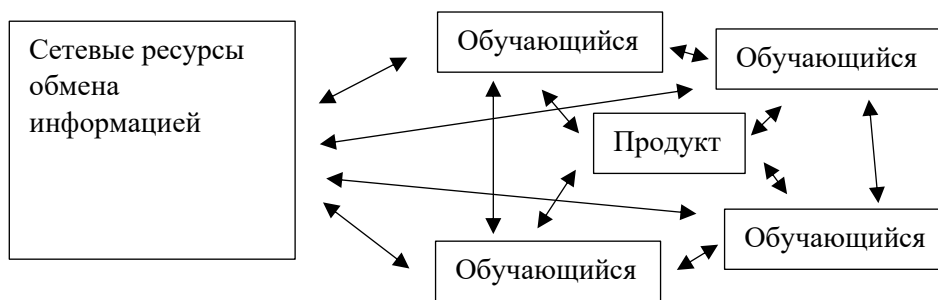 Сетевые ресурсы
обмена
информацией
Обучающийся
Обучающийся
Продукт
Обучающийся
Обучающийся